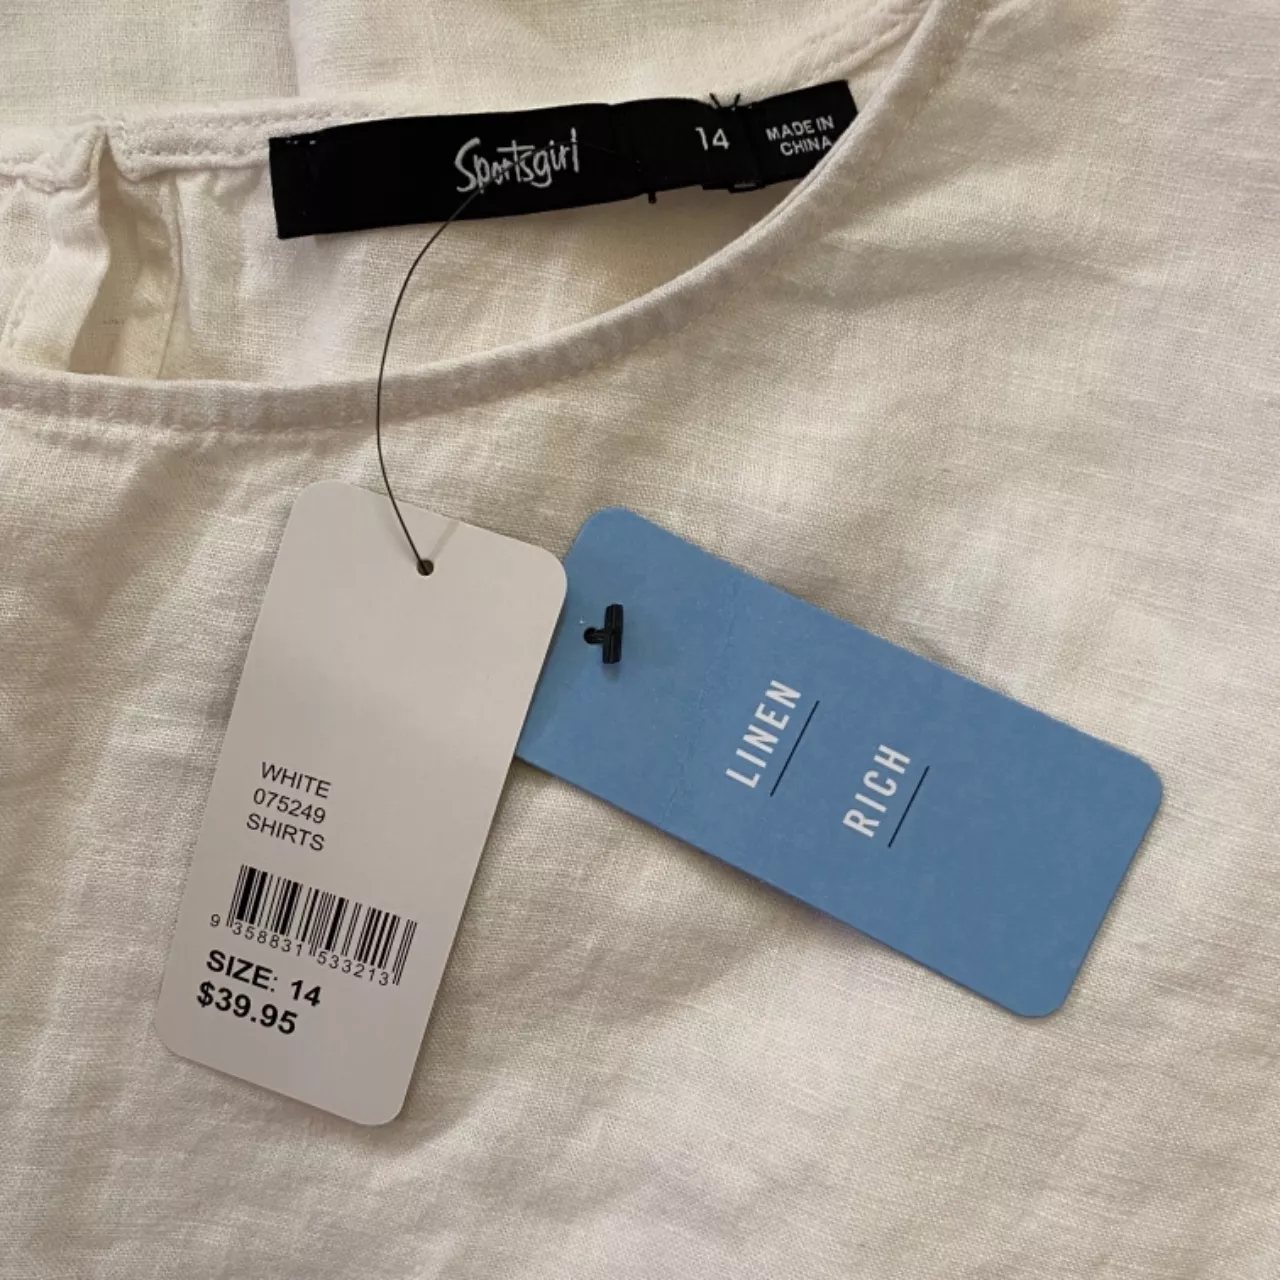 Sportsgirl
14
MADE IN
CHINA
WHITE
075249
SHIRTS
9 358831 533213
SIZE: 14
$39.95
LINEN
RICH